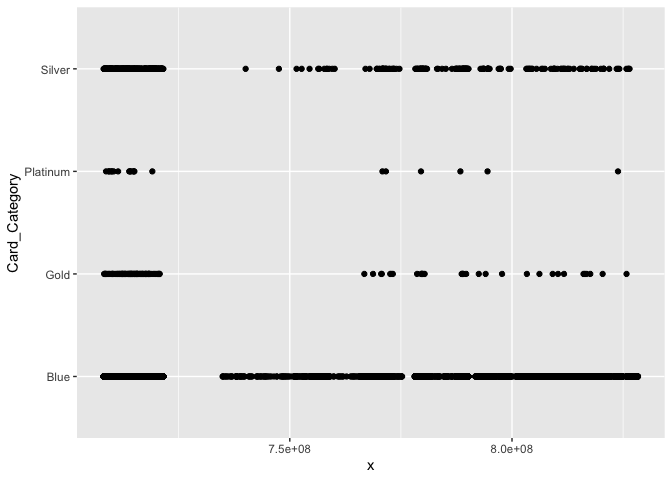 Silver
Platinum
Gold
Blue
Card_Category
7.5e+08
8.0e+08
x